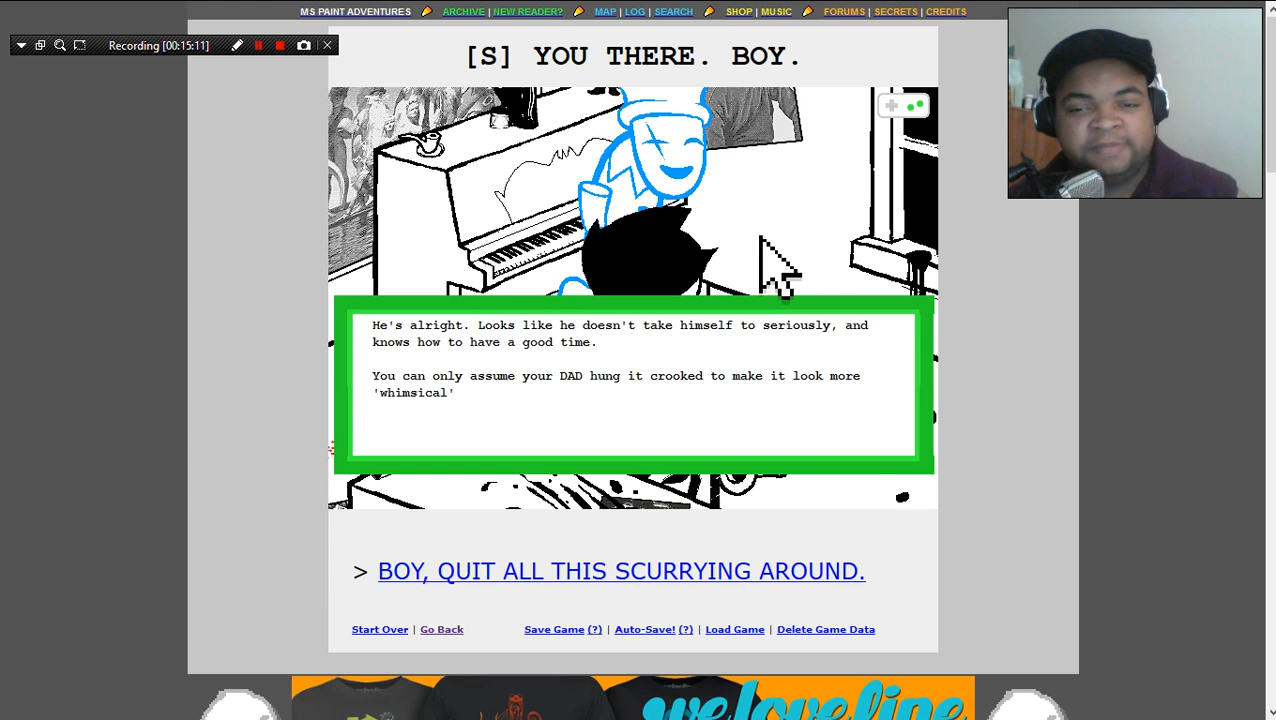 MS PAINT ADVENTURES ARCHIVE | NEW READER? MAP | LOG | SEARCH SHOP | MUSIC FORUMS | SECRETS | CREDITS
Recording [00:15:11]
[S] YOU THERE. BOY.
He's alright. Looks like he doesn't take himself to seriously, and
knows how to have a good time.
You can only assume your DAD hung it crooked to make it look more
'whimsical'
> BOY, QUIT ALL THIS SCURRYING AROUND.
Start Over | Go Back Save Game (?) | Auto-Save! (?) | Load Game | Delete Game Data
welovefine